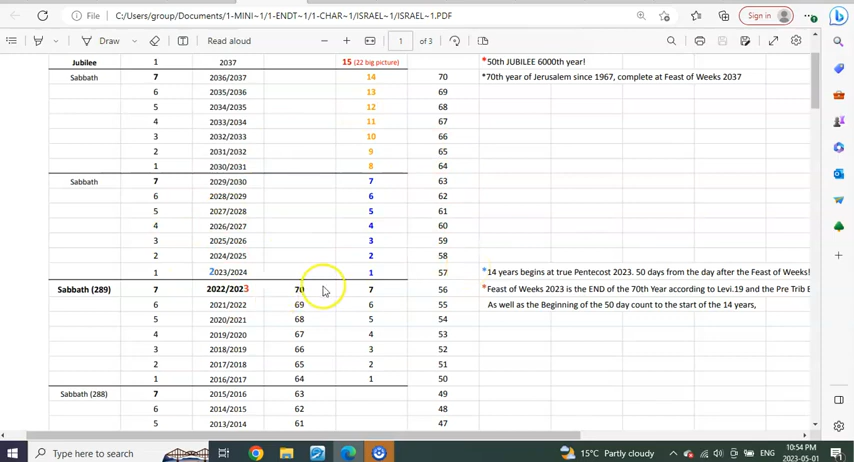 File C:/Users/group/Documents/1-MINI~1/1-ENDT~1/1-CHAR~1/ISRAEL~1/ISRAEL~1.PDF Sign in
Draw Read aloud 1 of 3
Jubilee 1 2037 15 (22 big picture) *50th JUBILEE 6000th year!
Sabbath 7 2036/2037 14 70 *70th year of Jerusalem since 1967, complete at Feast of Weeks 2037
6 2035/2036 13 69
5 2034/2035 12 68
4 2033/2034 11 67
3 2032/2033 10 66
2 2031/2032 9 65
1 2030/2031 8 64
Sabbath 7 2029/2030 7 63
6 2028/2029 6 62
5 2027/2028 5 61
4 2026/2027 4 60
3 2025/2026 3 59
2 2024/2025 2 58
1 2023/2024 1 57 *14 years begins at true Pentecost 2023. 50 days from the day after the Feast of Weeks!
Sabbath (289) 7 2022/2023 70 7 56 *Feast of Weeks 2023 is the END of the 70th Year according to Levi.19 and the Pre Trib
6 2021/2022 69 6 55 As well as the Beginning of the 50 day count to the start of the 14 years,
5 2020/2021 68 5 54
4 2019/2020 67 4 53
3 2018/2019 66 3 52
2 2017/2018 65 2 51
1 2016/2017 64 1 50
Sabbath (288) 7 2015/2016 63 49
6 2014/2015 62 48
5 2013/2014 61 47
Type here to search 15°C Partly cloudy ENG 10:54 PM
2023-05-01